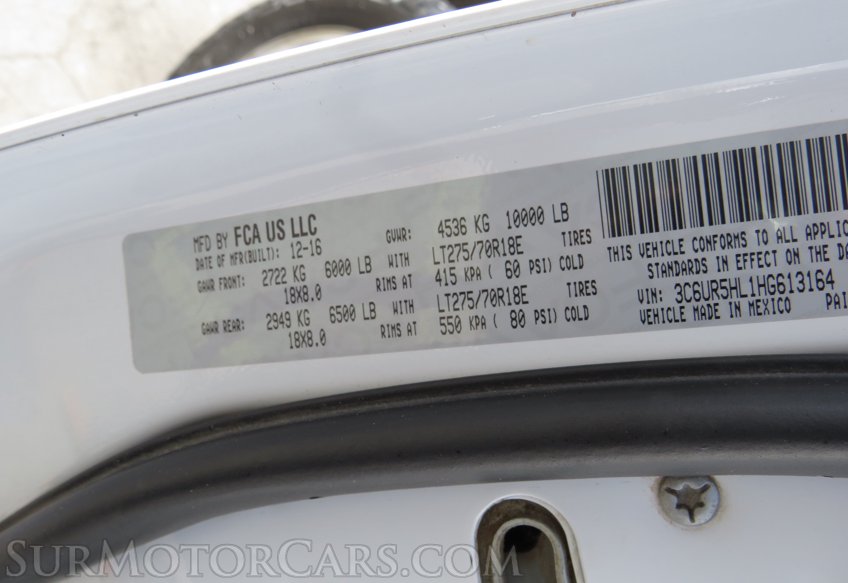 MFD BY FCA US LLC
DATE OF MFR(BUILT): 12-16 GVWR: 4536 KG 10000 LB
GAWR FRONT: 2722 KG 6000 LB WITH LT275/70R18E TIRES
18X8.0 RIMS AT 415 KPA ( 60 PSI) COLD
GAWR REAR: 2949 KG 6500 LB WITH LT275/70R18E TIRES
18X8.0 RIMS AT 550 KPA ( 80 PSI) COLD
THIS VEHICLE CONFORMS TO ALL APPLIC
STANDARDS IN EFFECT ON THE DA
VIN: 3C6UR5HL1HG613164
VEHICLE MADE IN MEXICO PAI
SURMOTORCARS.COM